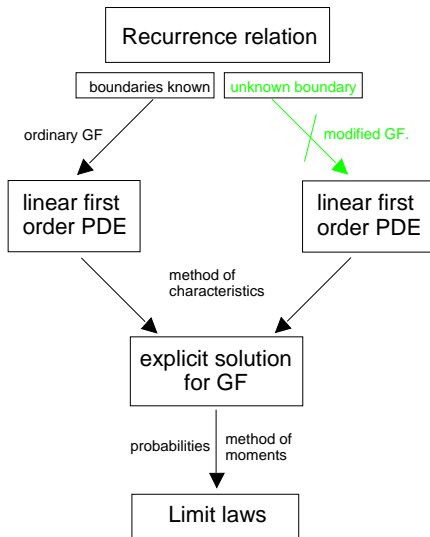 Recurrence relation
boundaries known
unknown boundary
ordinary GF
modified GF.
linear first
order PDE
linear first
order PDE
method of
characteristics
explicit solution
for GF
probabilities
method of
moments
Limit laws